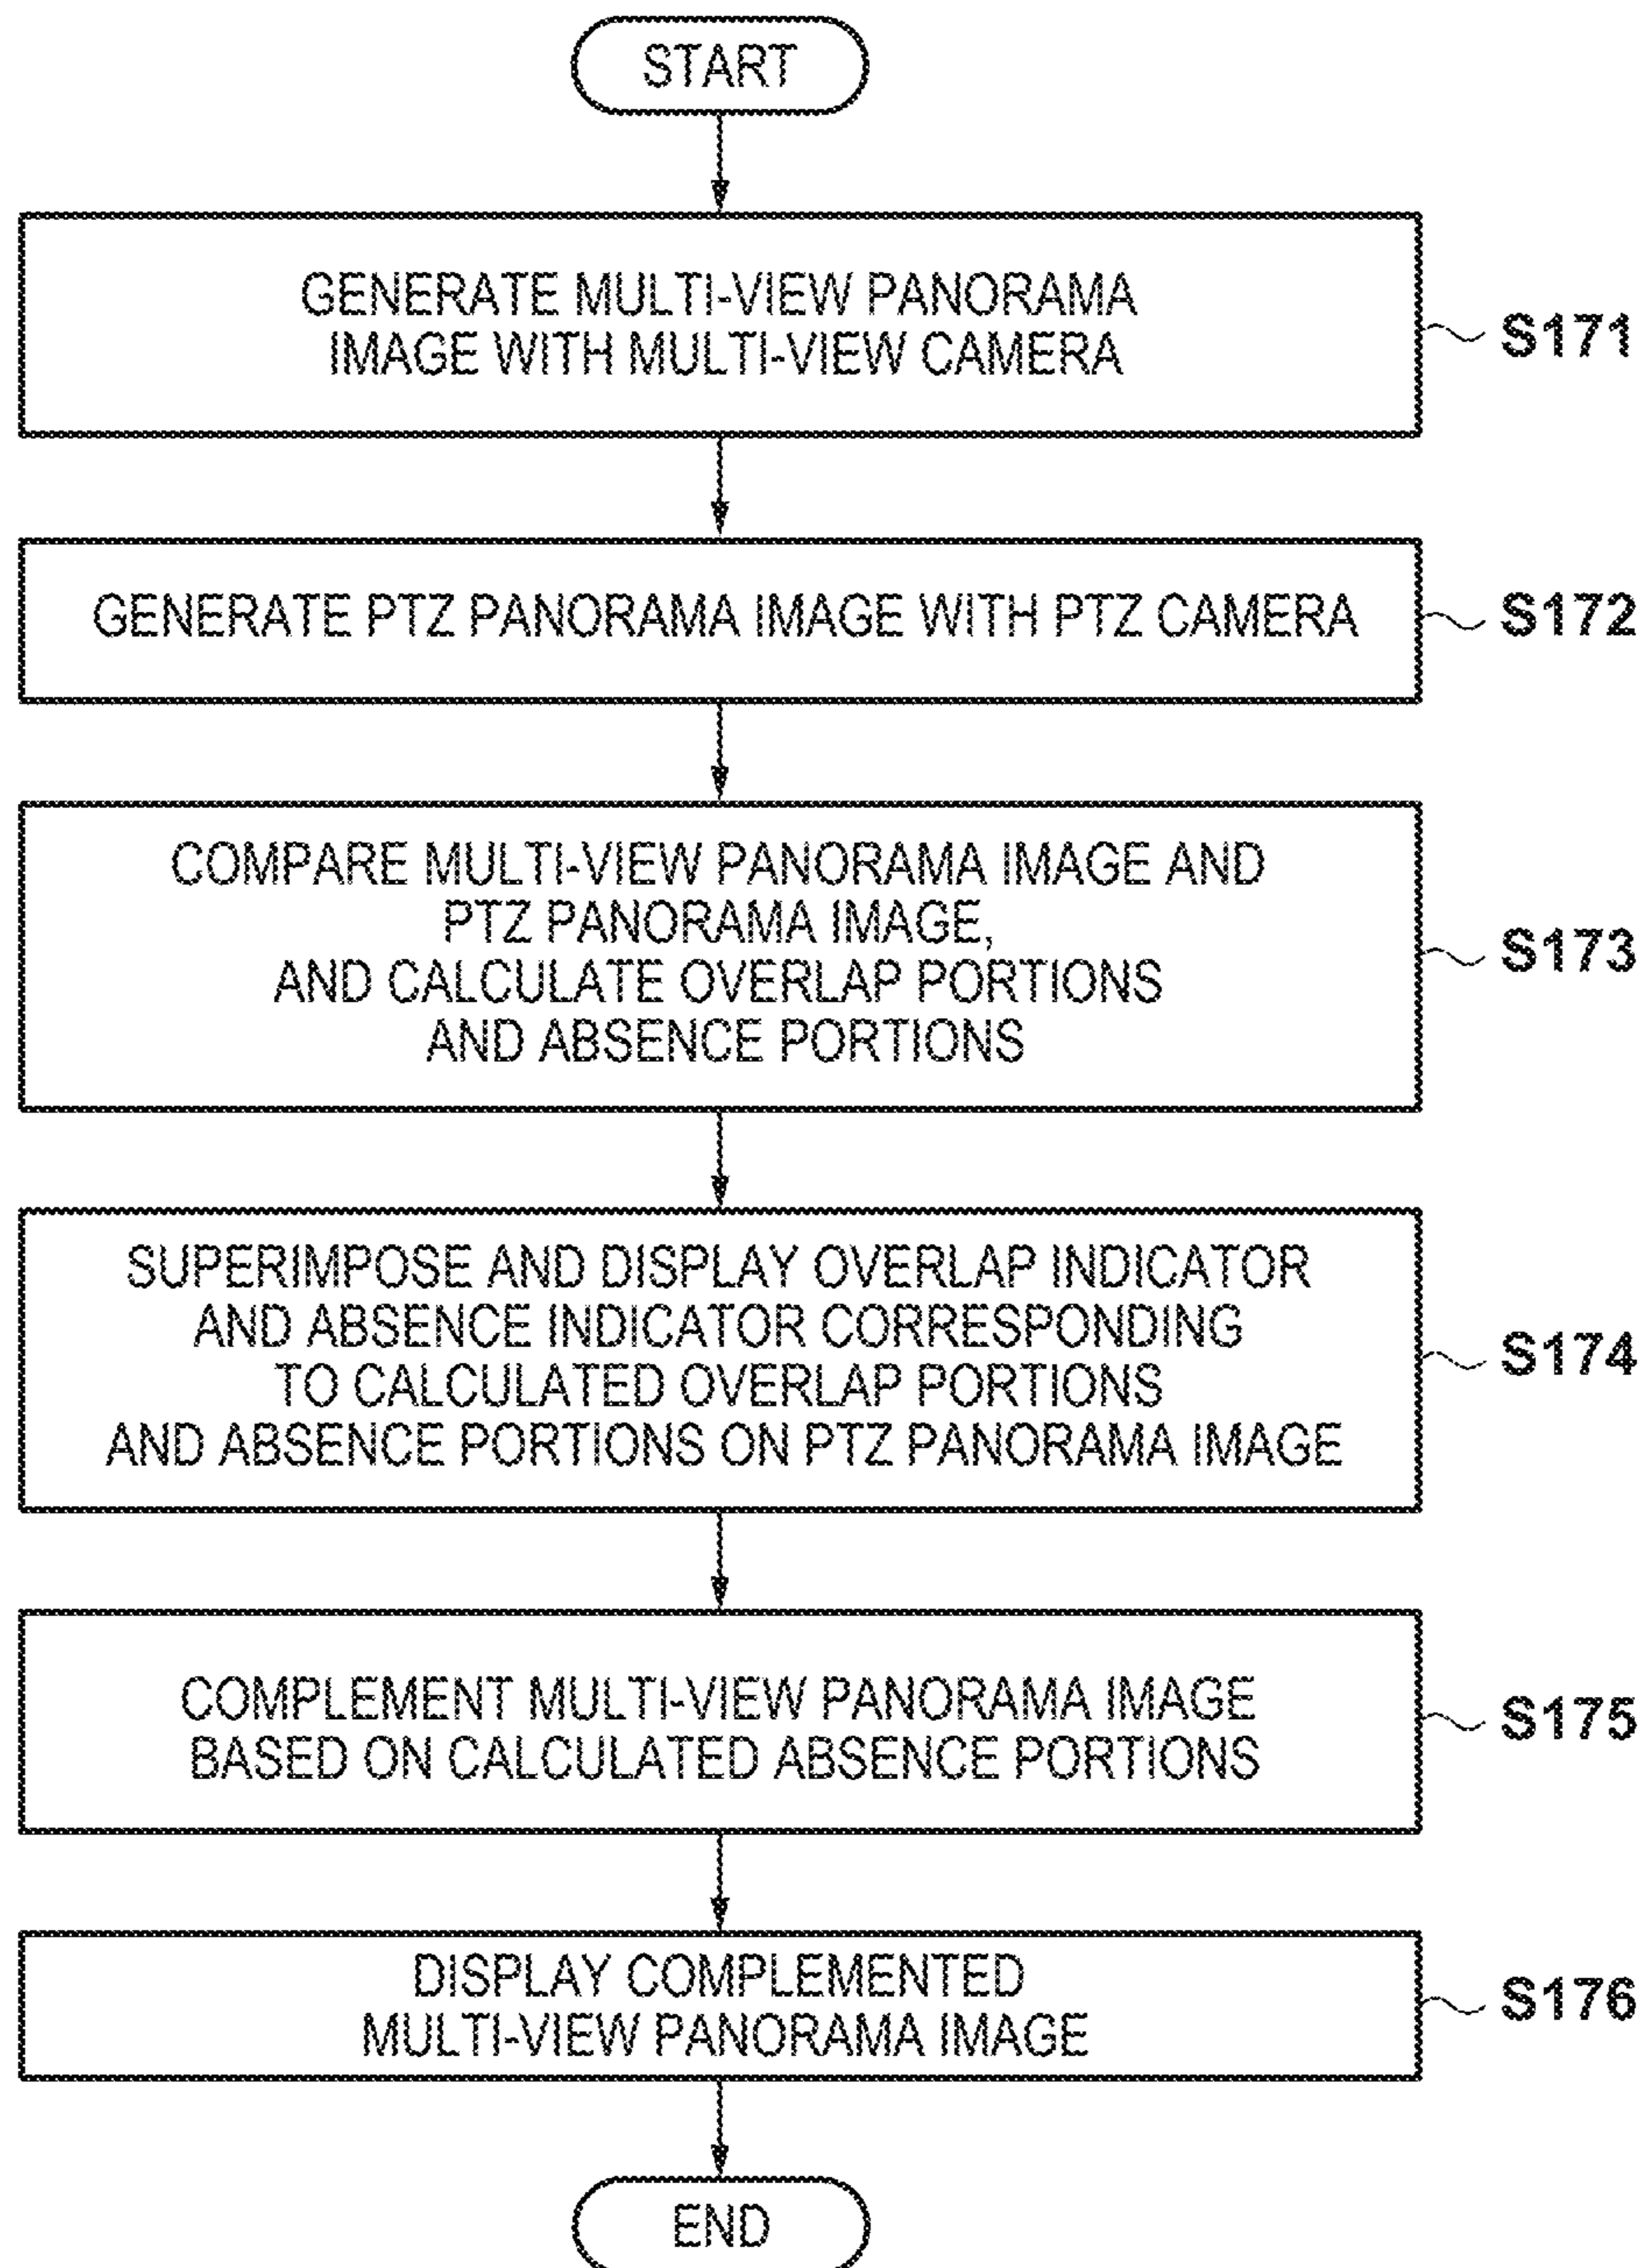 START
GENERATE MULTI-VIEW PANORAMA
IMAGE WITH MULTI-VIEW CAMERA
S171
GENERATE PTZ PANORAMA IMAGE WITH PTZ CAMERA
S172
COMPARE MULTI-VIEW PANORAMA IMAGE AND
PTZ PANORAMA IMAGE,
AND CALCULATE OVERLAP PORTIONS
AND ABSENCE PORTIONS
S173
SUPERIMPOSE AND DISPLAY OVERLAP INDICATOR
AND ABSENCE INDICATOR CORRESPONDING
TO CALCULATED OVERLAP PORTIONS
AND ABSENCE PORTIONS ON PTZ PANORAMA IMAGE
S174
COMPLEMENT MULTI-VIEW PANORAMA IMAGE
BASED ON CALCULATED ABSENCE PORTIONS
S175
DISPLAY COMPLEMENTED
MULTI-VIEW PANORAMA IMAGE
S176
END